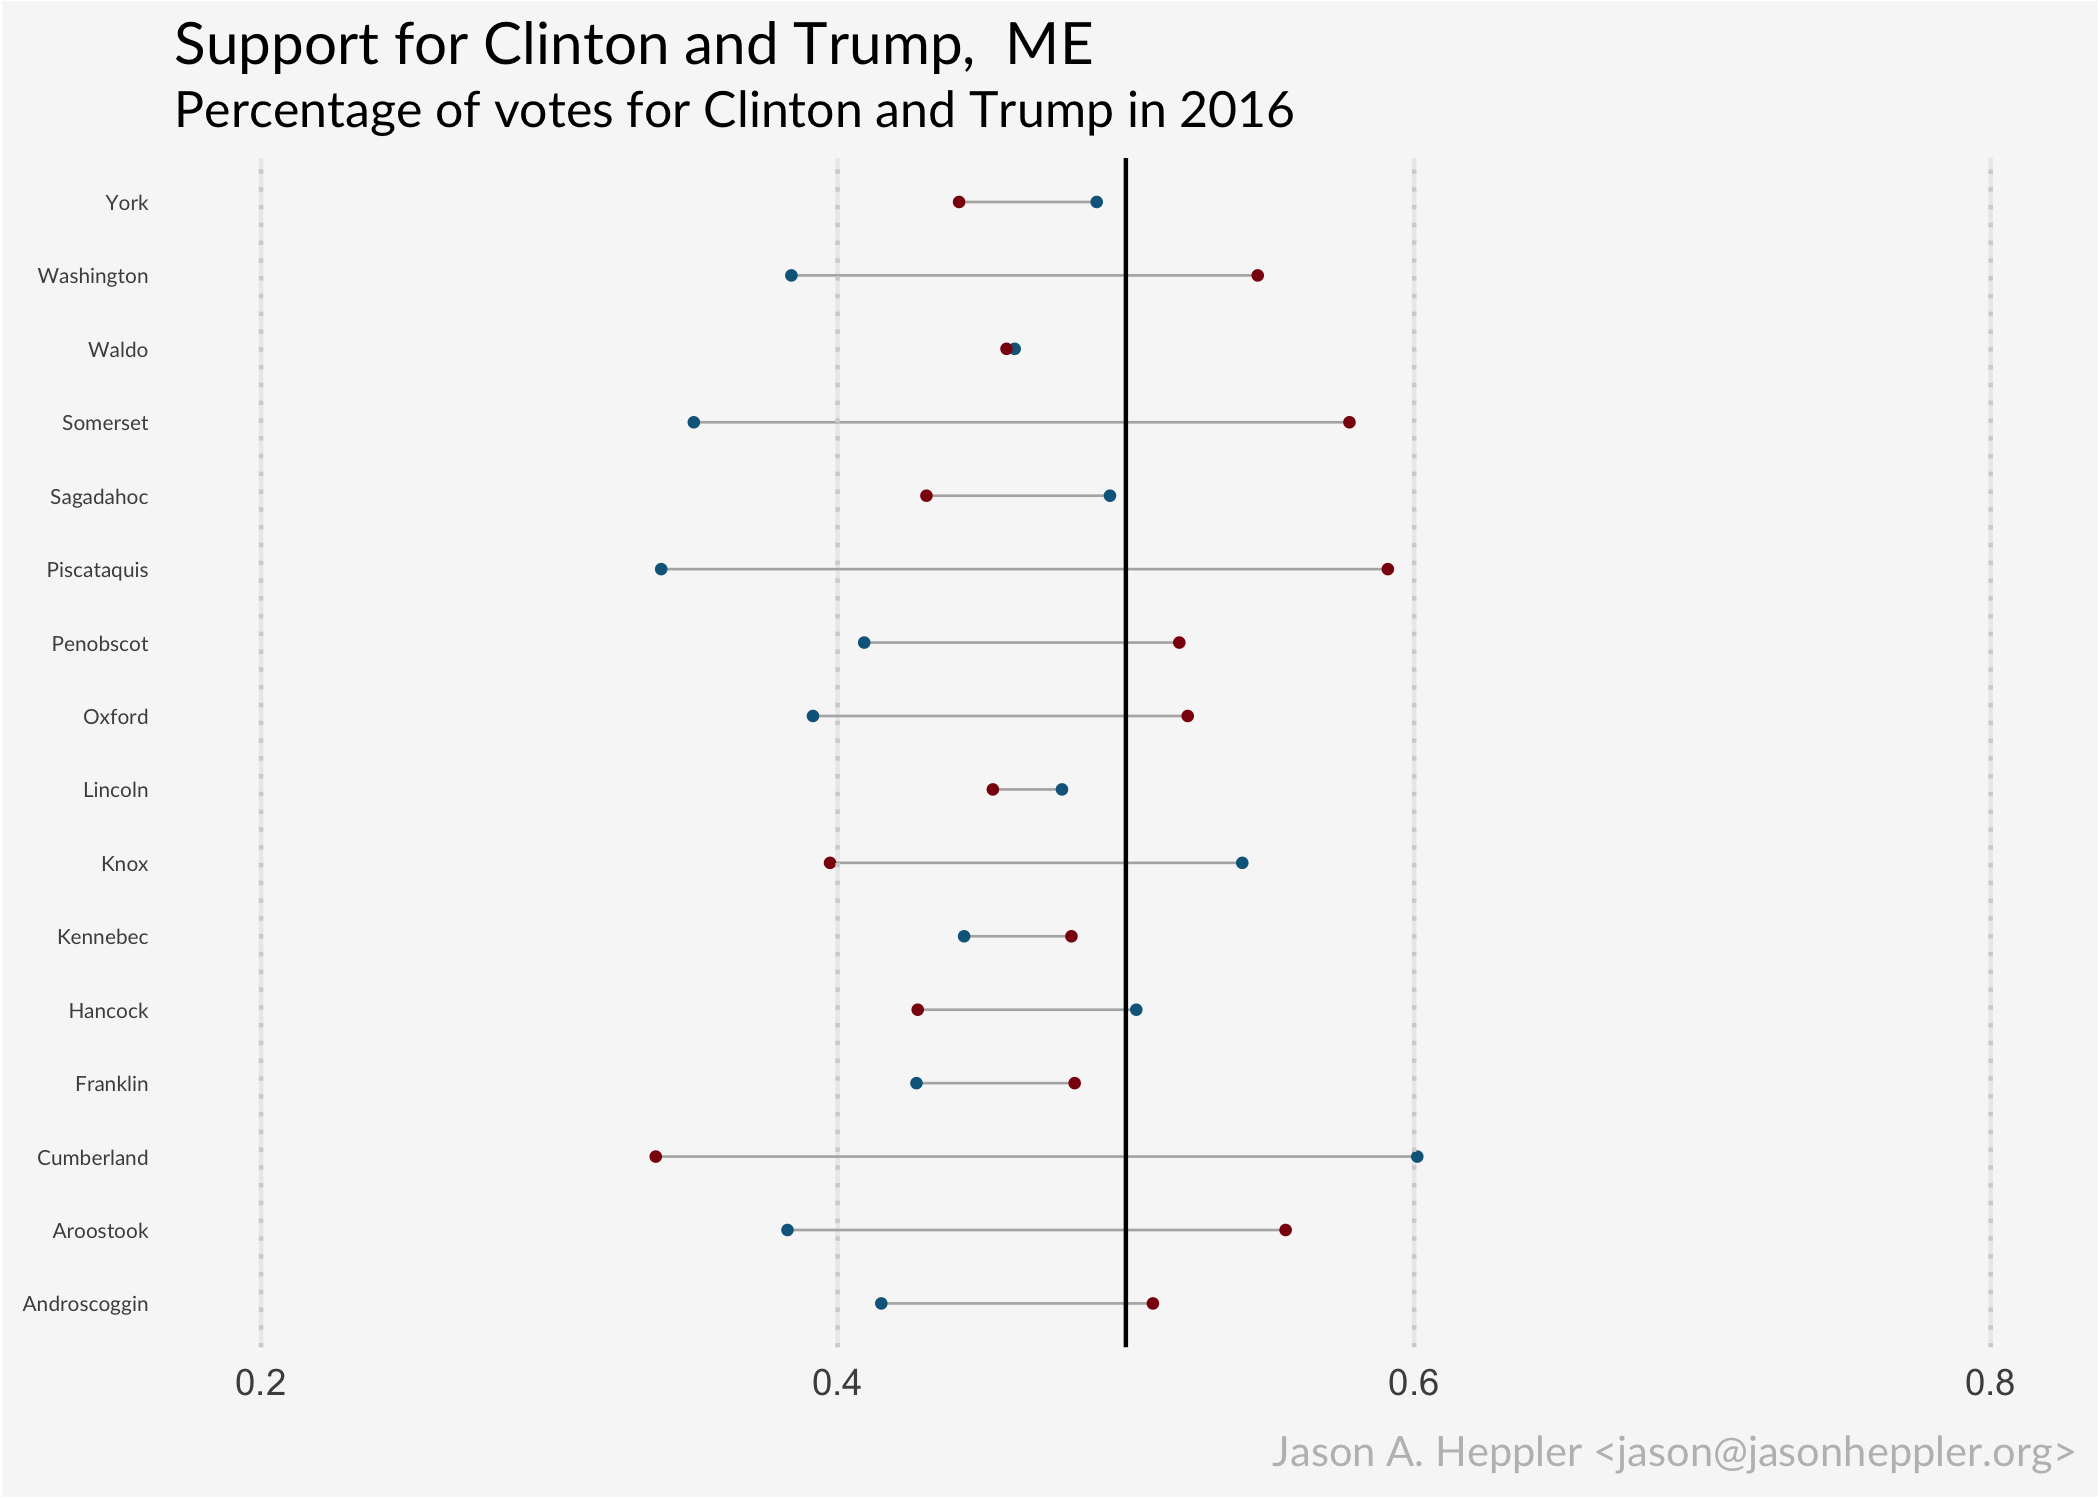 Support for Clinton and Trump,  ME
Percentage of votes for Clinton and Trump in 2016
York
Washington
Waldo
Somerset
Sagadahoc
Piscataquis
Penobscot
Oxford
Lincoln
Knox
Kennebec
Hancock
Franklin
Cumberland
Aroostook
Androscoggin
0.2 0.4 0.6 0.8
Jason A. Heppler <jason@jasonheppler.org>